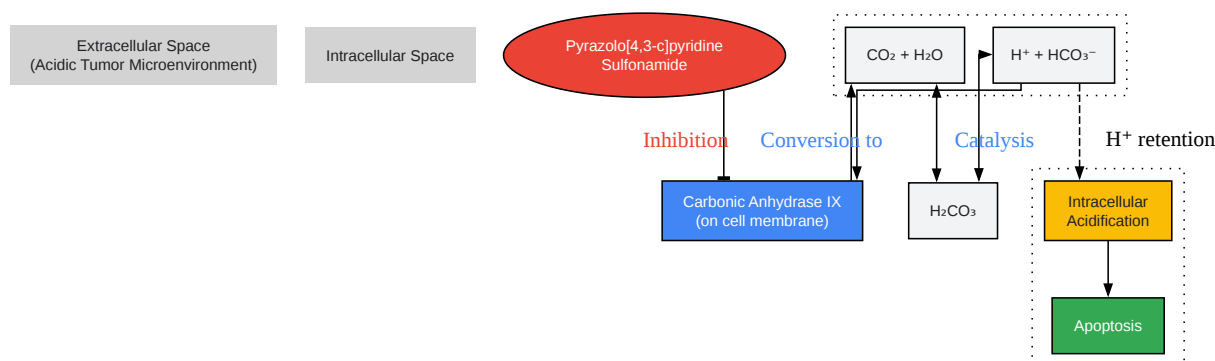 Extracellular Space
(Acidic Tumor Microenvironment)
Intracellular Space
Pyrazolo[4,3-c]pyridine
Sulfonamide
CO₂ + H₂O
H⁺ + HCO₃⁻
Inhibition
Conversion to
Catalysis
H⁺ retention
Carbonic Anhydrase IX
(on cell membrane)
H₂CO₃
Intracellular
Acidification
Apoptosis